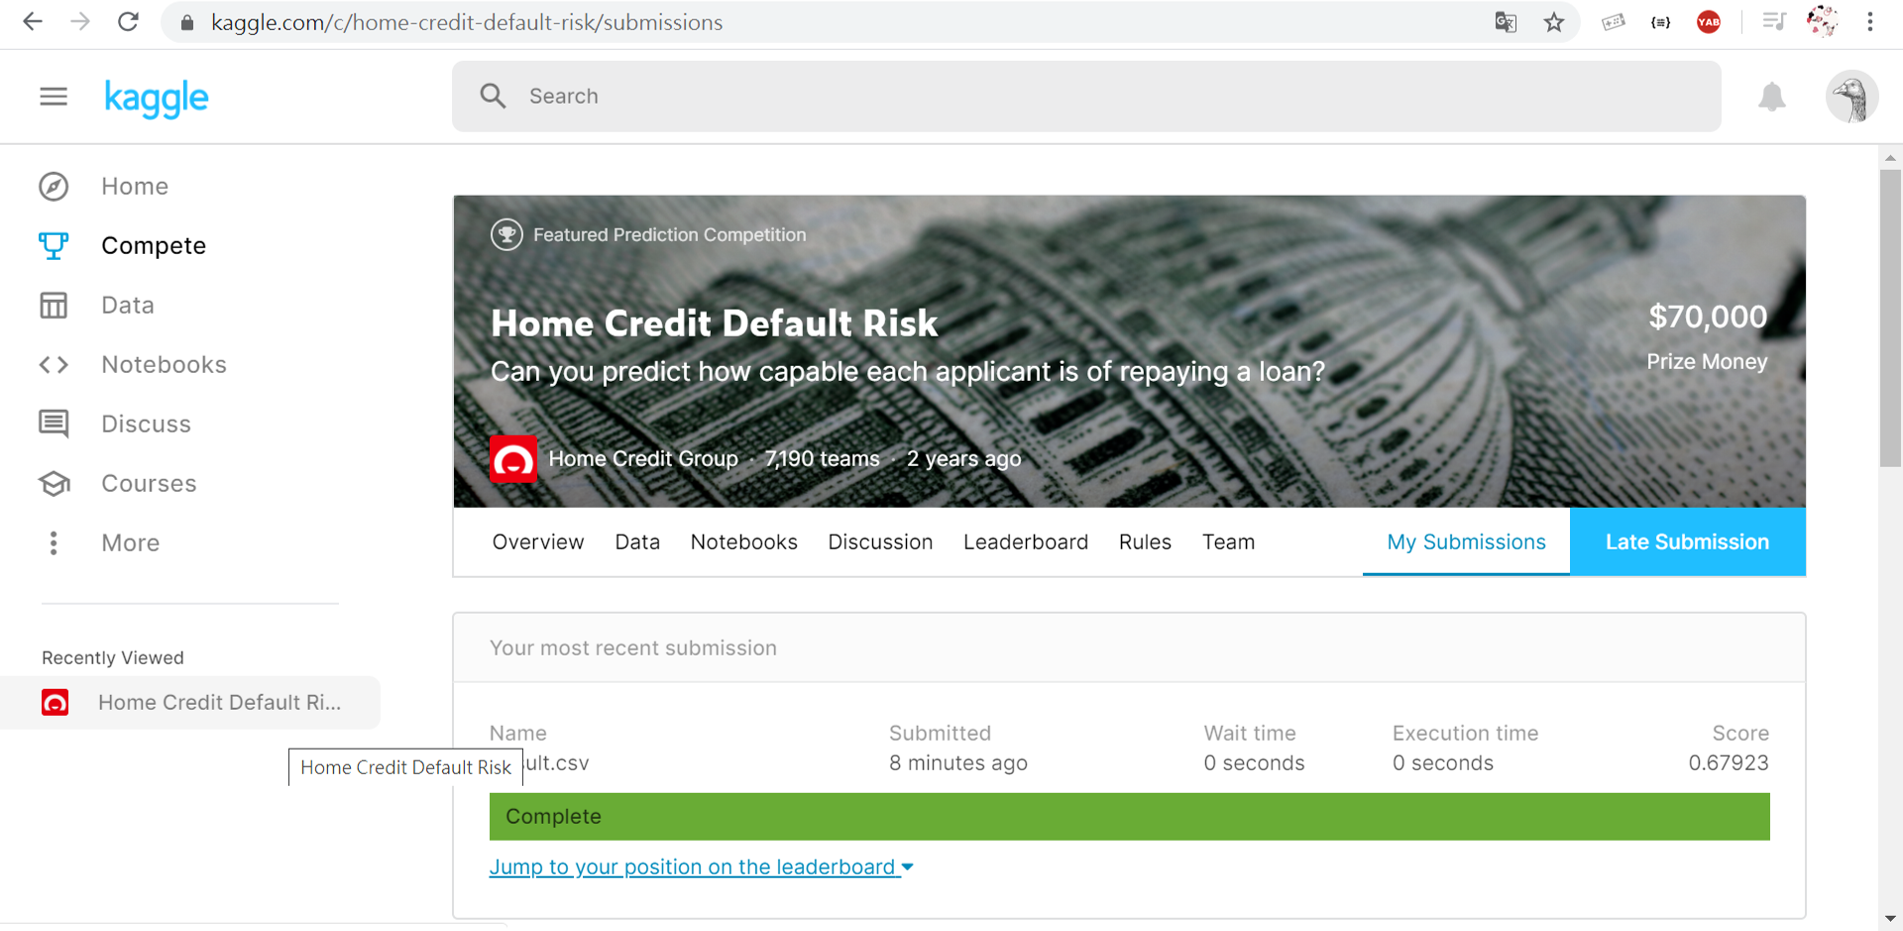 kaggle.com/c/home-credit-default-risk/submissions
YAB
kaggle
Search
Home
Compete
Data
Notebooks
Discuss
Courses
More
Recently Viewed
Home Credit Default Ri...
Home Credit Default Risk
Featured Prediction Competition
Home Credit Default Risk
Can you predict how capable each applicant is of repaying a loan?
$70,000
Prize Money
Home Credit Group · 7,190 teams · 2 years ago
Overview Data Notebooks Discussion Leaderboard Rules Team My Submissions Late Submission
Your most recent submission
Name Submitted Wait time Execution time Score
ult.csv 8 minutes ago 0 seconds 0 seconds 0.67923
Complete
Jump to your position on the leaderboard